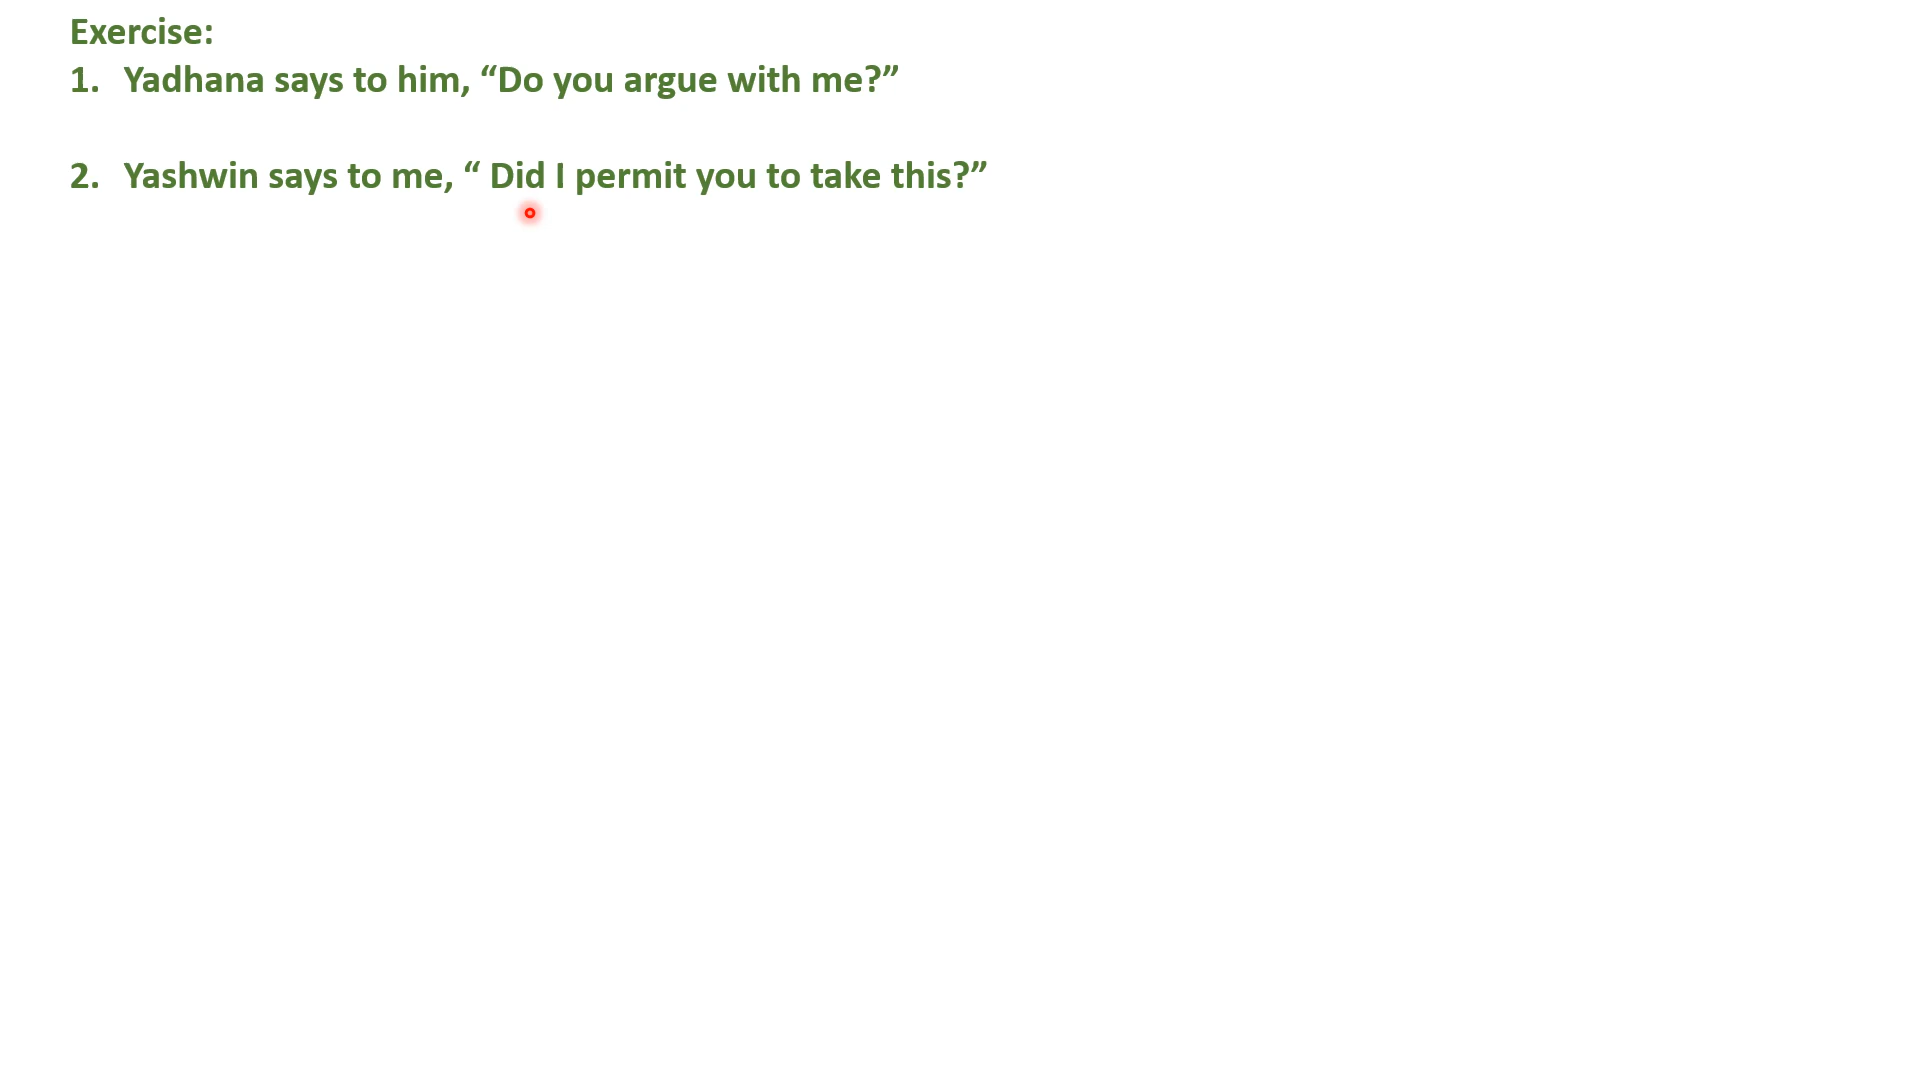 Exercise:
1. Yadhana says to him, “Do you argue with me?”
2. Yashwin says to me, “ Did I permit you to take this?”